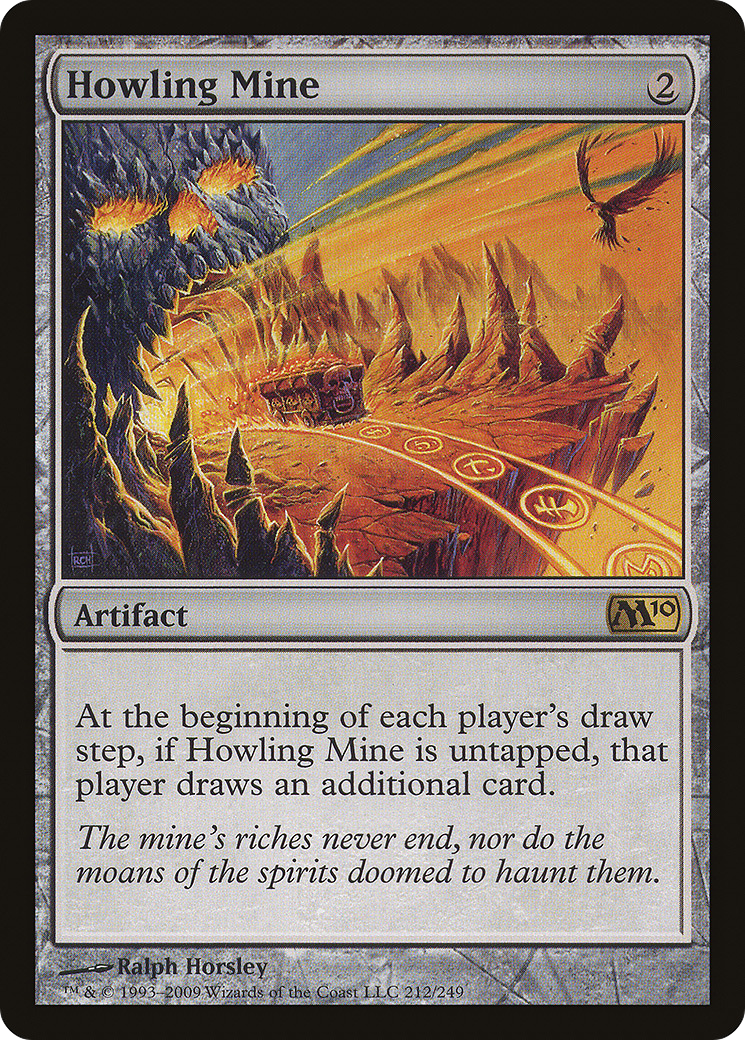 Howling Mine 2
RCH
Artifact M10
At the beginning of each player's draw
step, if Howling Mine is untapped, that
player draws an additional card.
The mine's riches never end, nor do the
moans of the spirits doomed to haunt them.
Ralph Horsley
™ & © 1993–2009 Wizards of the Coast LLC 212/249